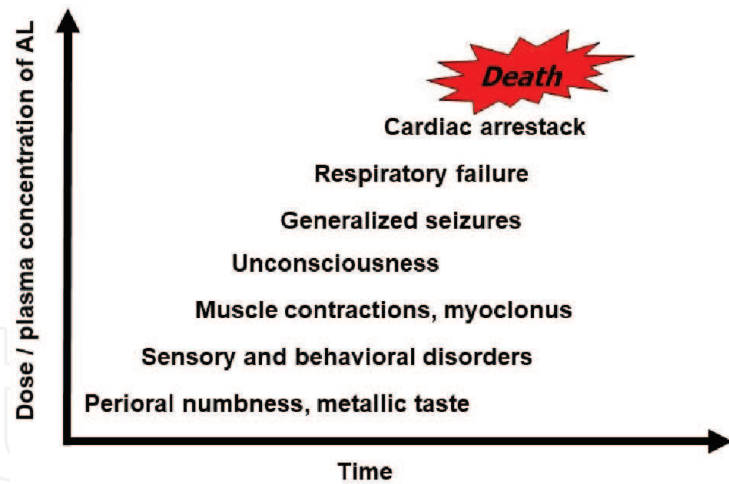 Dose / plasma concentration of AL
Death
Cardiac arrestack
Respiratory failure
Generalized seizures
Unconsciousness
Muscle contractions, myoclonus
Sensory and behavioral disorders
Perioral numbness, metallic taste
Time